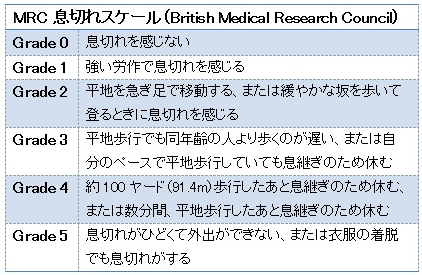 MRC 息切れスケール（British Medical Research Council）
Grade 0 息切れを感じない
Grade 1 強い労作で息切れを感じる
Grade 2 平地を急ぎ足で移動する、または緩やかな坂を歩いて
登るときに息切れを感じる
Grade 3 平地歩行でも同年齢の人より歩くのが遅い、または自
分のペースで平地歩行していても息継ぎのため休む
Grade 4 約100 ヤード（91.4m）歩行したあと息継ぎのため休む、
または数分間、平地歩行したあと息継ぎのため休む
Grade 5 息切れがひどくて外出ができない、または衣服の着脱
でも息切れがする